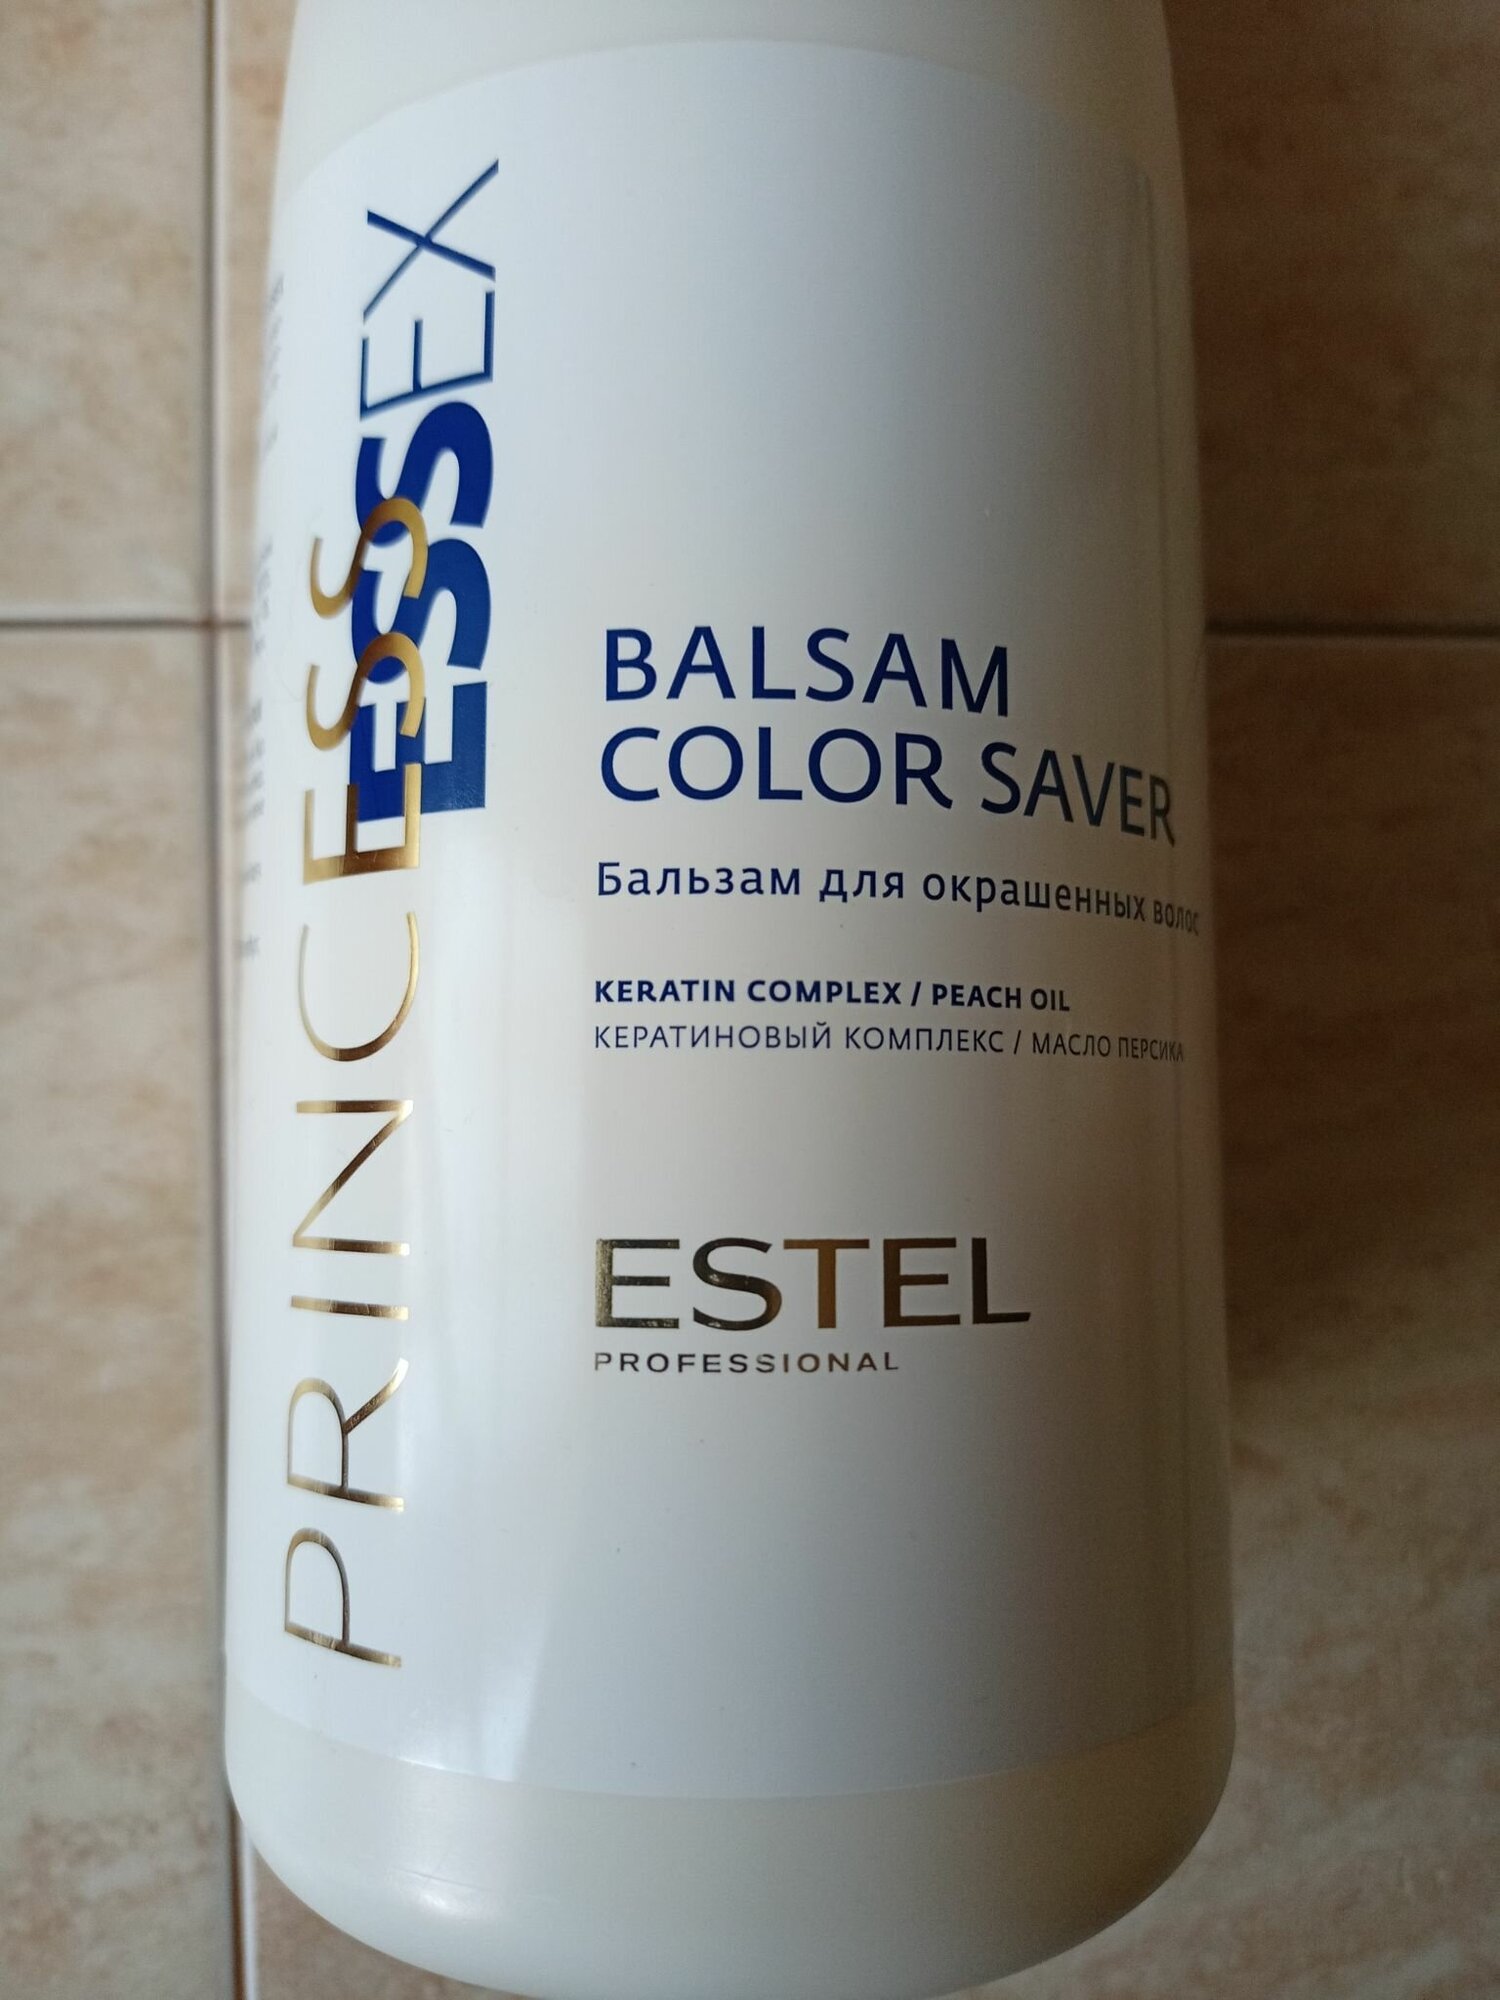 PRINCESS
ESSEX
BALSAM
COLOR SAVER
Бальзам для окрашенных волос
KERATIN COMPLEX / PEACH OIL
КЕРАТИНОВЫЙ КОМПЛЕКС / МАСЛО ПЕРСИКА
ESTEL
PROFESSIONAL